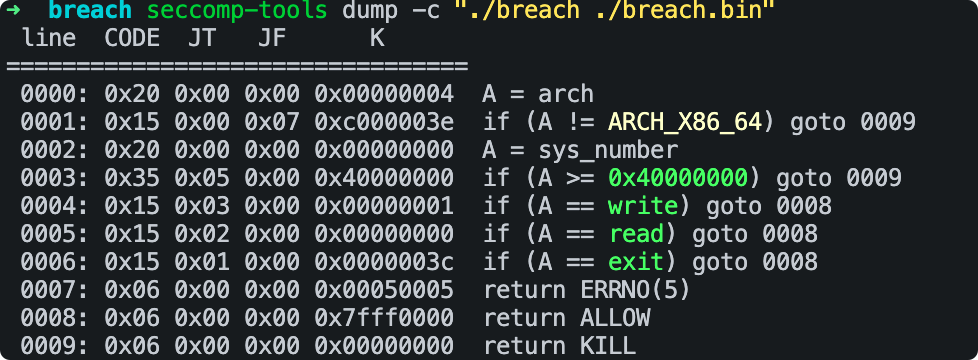 ➜ breach seccomp-tools dump -c "./breach ./breach.bin"
line CODE JT JF K
=================================
0000: 0x20 0x00 0x00 0x00000004 A = arch
0001: 0x15 0x00 0x07 0xc000003e if (A != ARCH_X86_64) goto 0009
0002: 0x20 0x00 0x00 0x00000000 A = sys_number
0003: 0x35 0x05 0x00 0x40000000 if (A >= 0x40000000) goto 0009
0004: 0x15 0x03 0x00 0x00000001 if (A == write) goto 0008
0005: 0x15 0x02 0x00 0x00000000 if (A == read) goto 0008
0006: 0x15 0x01 0x00 0x0000003c if (A == exit) goto 0008
0007: 0x06 0x00 0x00 0x00050005 return ERRNO(5)
0008: 0x06 0x00 0x00 0x7fff0000 return ALLOW
0009: 0x06 0x00 0x00 0x00000000 return KILL